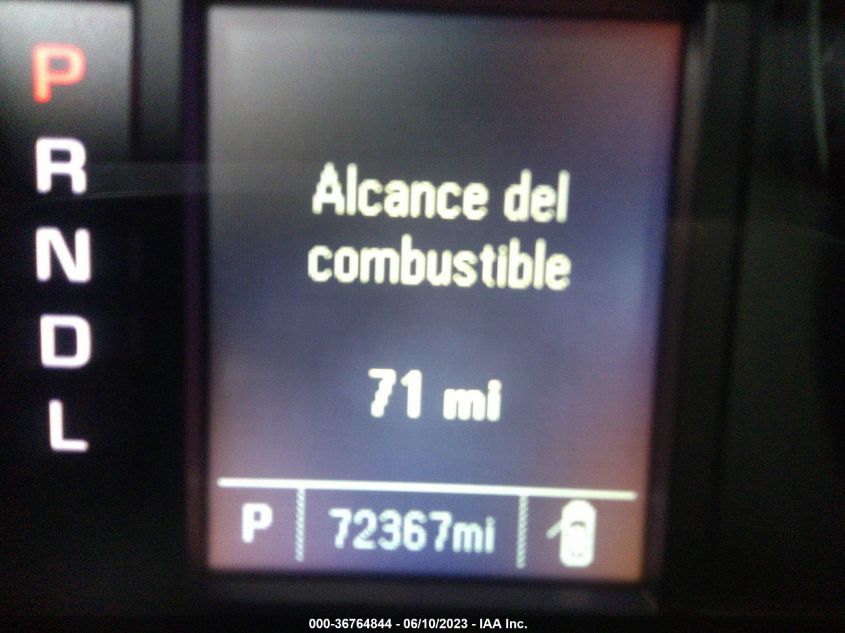 P
R
N
D
L
Alcance del
combustible
71 mi
P 72367mi
000-36764844 - 06/10/2023 - IAA Inc.